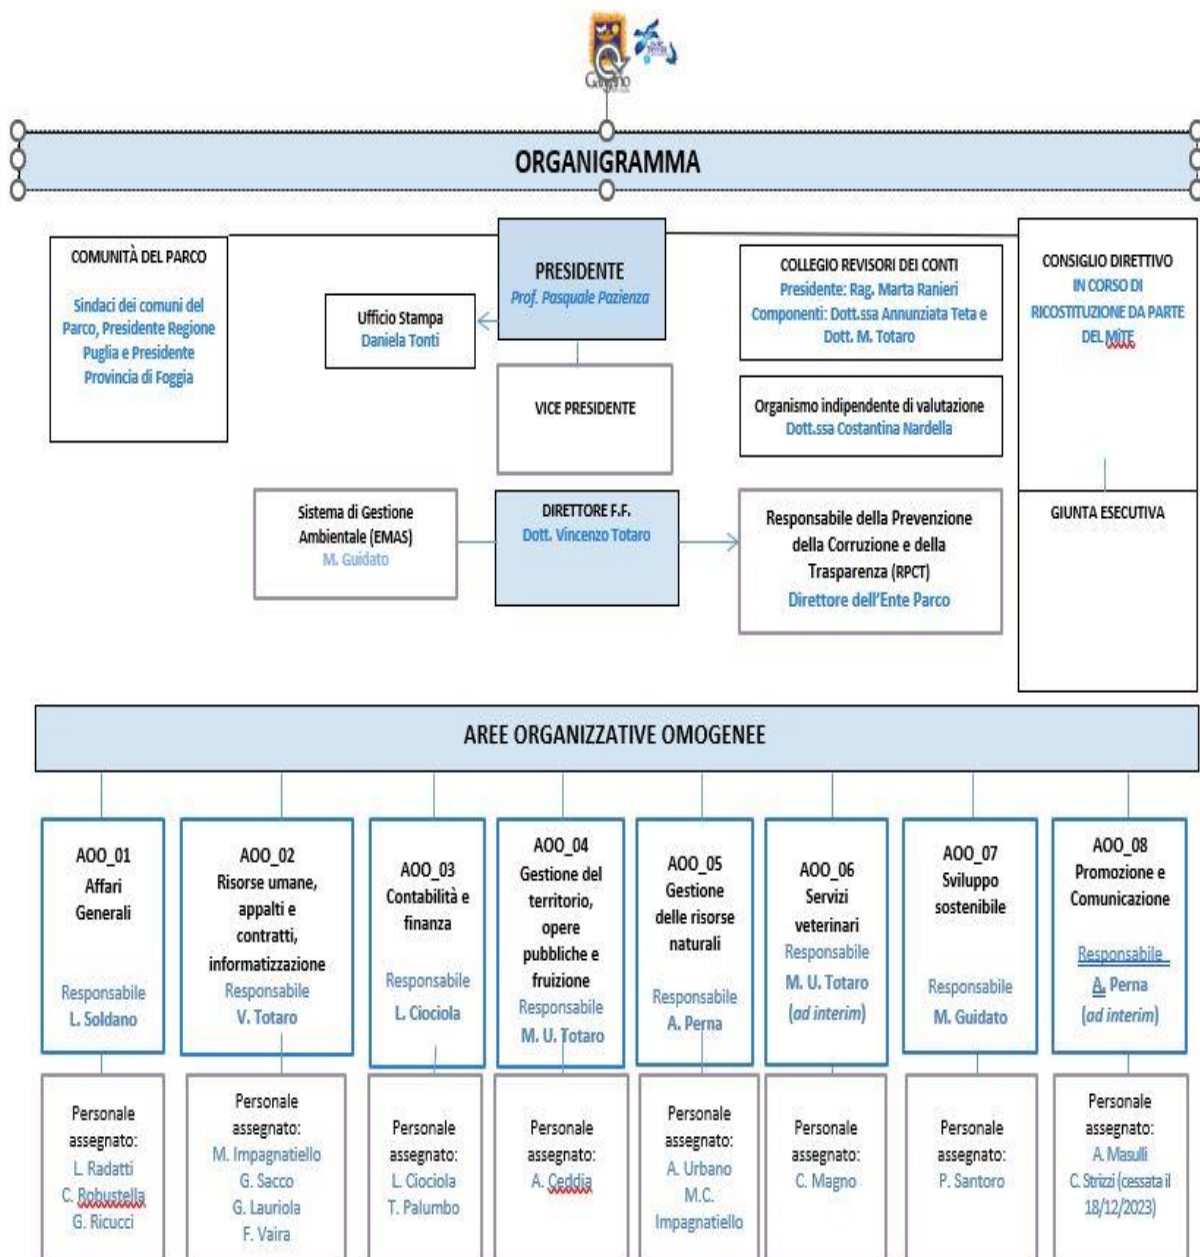 Gargano
ORGANIGRAMMA
COMUNITÀ DEL PARCO
Sindaci dei comuni del
Parco, Presidente Regione
Puglia e Presidente
Provincia di Foggia
Ufficio Stampa
Daniela Tonti
PRESIDENTE
Prof. Pasquale Pazienza
VICE PRESIDENTE
COLLEGIO REVISORI DEI CONTI
Presidente: Rag. Marta Ranieri
Componenti: Dott.ssa Annunziata Teta e
Dott. M. Totaro
Organismo indipendente di valutazione
Dott.ssa Costantina Nardella
CONSIGLIO DIRETTIVO
IN CORSO DI
RICOSTITUZIONE DA PARTE
DEL MiTE
GIUNTA ESECUTIVA
Sistema di Gestione
Ambientale (EMAS)
M. Guidato
DIRETTORE F.F.
Dott. Vincenzo Totaro
Responsabile della Prevenzione
della Corruzione e della
Trasparenza (RPCT)
Direttore dell'Ente Parco
AREE ORGANIZZATIVE OMOGENEE
AOO_01
Affari
Generali
Responsabile
L. Soldano
AOO_02
Risorse umane,
appalti e
contratti,
informatizzazione
Responsabile
V. Totaro
AOO_03
Contabilità e
finanza
Responsabile
L. Ciociola
AOO_04
Gestione del
territorio,
opere
pubbliche e
fruizione
Responsabile
M. U. Totaro
AOO_05
Gestione
delle risorse
naturali
Responsabile
A. Perna
AOO_06
Servizi
veterinari
Responsabile
M. U. Totaro
(ad interim)
AOO_07
Sviluppo
sostenibile
Responsabile
M. Guidato
AOO_08
Promozione e
Comunicazione
Responsabile
A. Perna
(ad interim)
Personale
assegnato:
L. Radatti
C. Robustella
G. Ricucci
Personale
assegnato:
M. Impagnatiello
G. Sacco
G. Lauriola
F. Vaira
Personale
assegnato:
L. Ciociola
T. Palumbo
Personale
assegnato:
A. Ceddia
Personale
assegnato:
A. Urbano
M.C.
Impagnatiello
Personale
assegnato:
C. Magno
Personale
assegnato:
P. Santoro
Personale
assegnato:
A. Masulli
C. Strizzi (cessata il
18/12/2023)